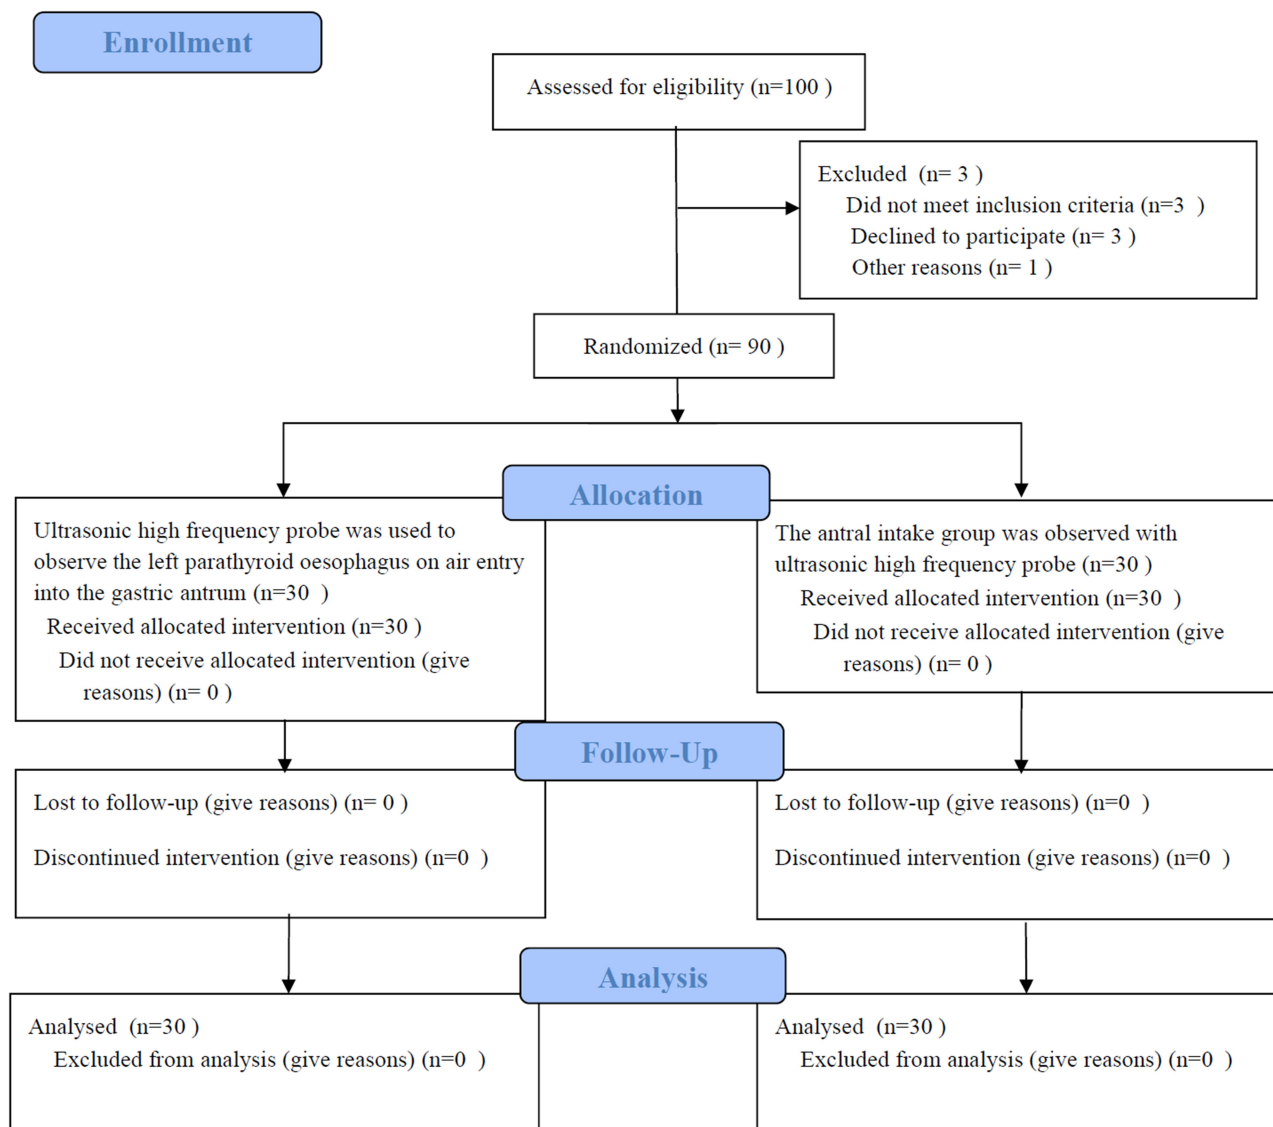 Enrollment
Assessed for eligibility (n=100 )
Excluded (n= 3 )
Did not meet inclusion criteria (n=3 )
Declined to participate (n= 3 )
Other reasons (n= 1 )
Randomized (n= 90 )
Allocation
Ultrasonic high frequency probe was used to
observe the left parathyroid oesophagus on air entry
into the gastric antrum (n=30 )
Received allocated intervention (n=30 )
Did not receive allocated intervention (give
reasons) (n= 0 )
The antral intake group was observed with
ultrasonic high frequency probe (n=30 )
Received allocated intervention (n=30 )
Did not receive allocated intervention (give
reasons) (n= 0 )
Follow-Up
Lost to follow-up (give reasons) (n= 0 )
Discontinued intervention (give reasons) (n=0 )
Lost to follow-up (give reasons) (n=0 )
Discontinued intervention (give reasons) (n=0 )
Analysis
Analysed (n=30 )
Excluded from analysis (give reasons) (n=0 )
Analysed (n=30 )
Excluded from analysis (give reasons) (n=0 )